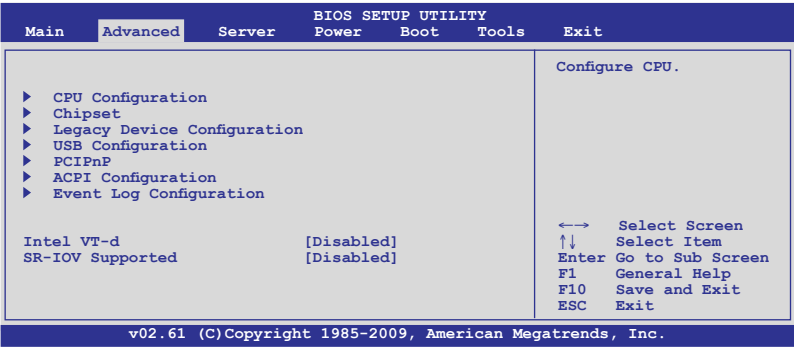 BIOS SETUP UTILITY
Main Advanced Server Power Boot Tools Exit
Configure CPU.
CPU Configuration
Chipset
Legacy Device Configuration
USB Configuration
PCIPnP
ACPI Configuration
Event Log Configuration
Intel VT-d [Disabled]
SR-IOV Supported [Disabled]
←→ Select Screen
↑↓ Select Item
Enter Go to Sub Screen
F1 General Help
F10 Save and Exit
ESC Exit
v02.61 (C)Copyright 1985-2009, American Megatrends, Inc.